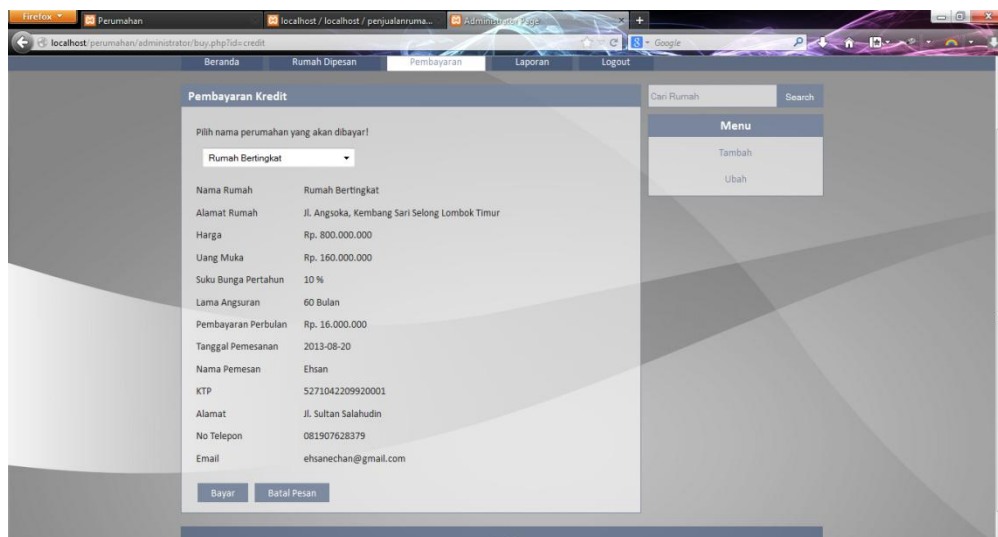 Firefox
Perumahan
localhost / localhost / penjualanruma...
Administrator Page
localhost/perumahan/administrator/buy.php?id=credit
Google
Beranda Rumah Dipesan Pembayaran Laporan Logout
Pembayaran Kredit
Cari Rumah Search
Menu
Tambah
Ubah
Pilih nama perumahan yang akan dibayar!
Rumah Bertingkat
Nama Rumah Rumah Bertingkat
Alamat Rumah Jl. Angsoka, Kembang Sari Selong Lombok Timur
Harga Rp. 800.000.000
Uang Muka Rp. 160.000.000
Suku Bunga Pertahun 10 %
Lama Angsuran 60 Bulan
Pembayaran Perbulan Rp. 16.000.000
Tanggal Pemesanan 2013-08-20
Nama Pemesan Ehsan
KTP 5271042209920001
Alamat Jl. Sultan Salahudin
No Telepon 081907628379
Email ehsanechan@gmail.com
Bayar Batal Pesan